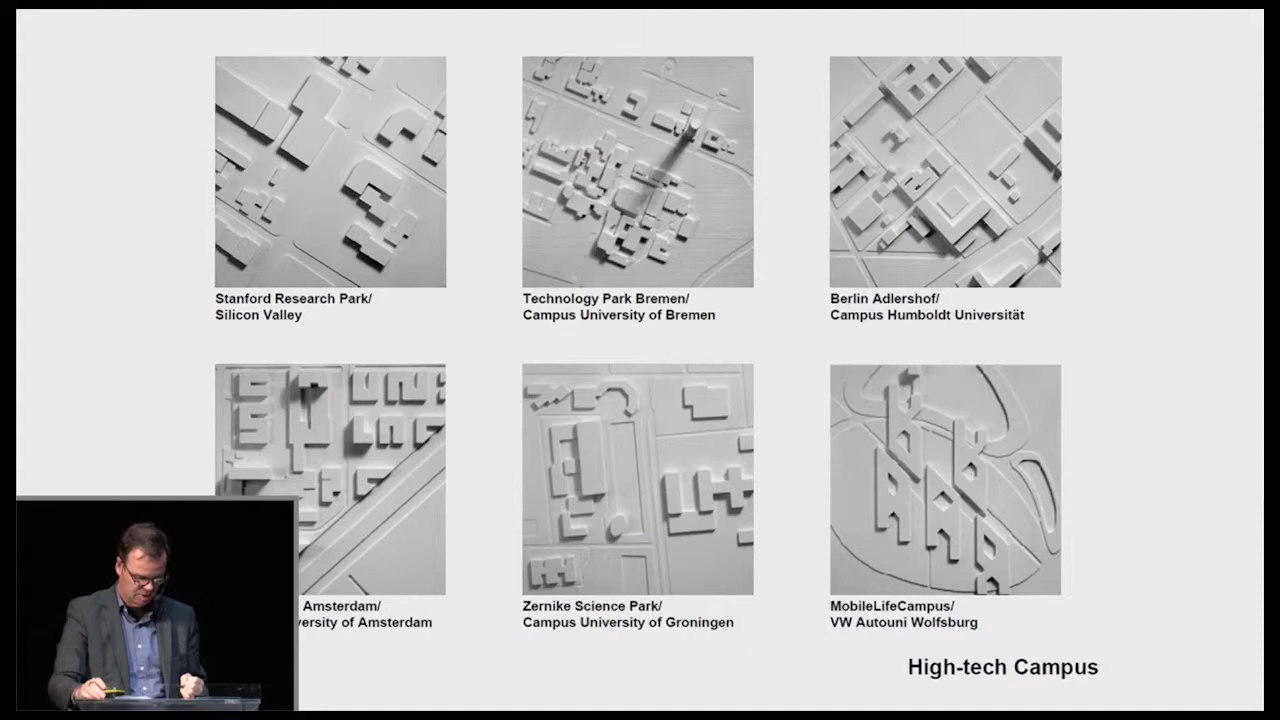 Stanford Research Park/
Silicon Valley
Technology Park Bremen/
Campus University of Bremen
Berlin Adlershof/
Campus Humboldt Universität
Amsterdam/
versity of Amsterdam
Zernike Science Park/
Campus University of Groningen
MobileLifeCampus/
VW Autouni Wolfsburg
High-tech Campus